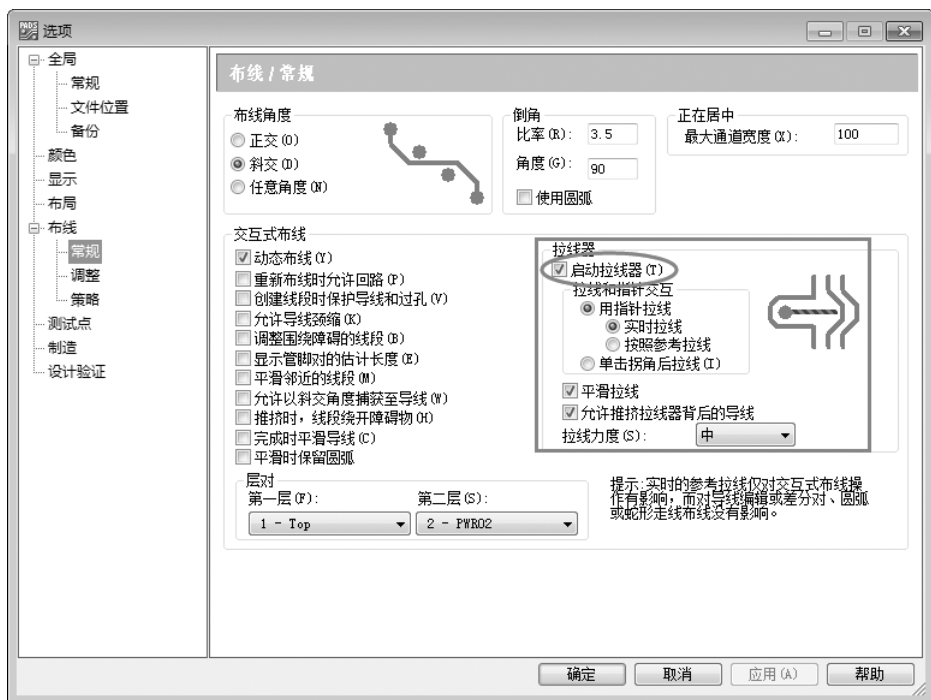 选项
全局
常规
文件位置
备份
颜色
显示
布局
布线
常规
调整
策略
测试点
制造
设计验证
布线 / 常规
布线角度
正交(O)
斜交(D)
任意角度(N)
倒角
比率(R): 3.5
角度(G): 90
使用圆弧
正在居中
最大通道宽度(X): 100
交互式布线
动态布线(Y)
重新布线时允许回路(P)
创建线段时保护导线和过孔(V)
允许导线颈缩(K)
调整围绕障碍的线段(B)
显示管脚对的估计长度(E)
平滑邻近的线段(M)
允许以斜交角度捕获至导线(W)
推挤时，线段绕开障碍物(H)
完成时平滑导线(C)
平滑时保留圆弧
拉线器
启动拉线器(T)
拉线和指针交互
用指针拉线
实时拉线
按照参考拉线
单击拐角后拉线(I)
平滑拉线
允许推挤拉线器背后的导线
拉线力度(S): 中
层对
第一层(F): 第二层(S):
1 - Top 2 - PWR02
提示:实时的参考拉线仅对交互式布线操
作有影响，而对导线编辑或差分对、圆弧
或蛇形走线布线没有影响。
确定 取消 应用(A) 帮助